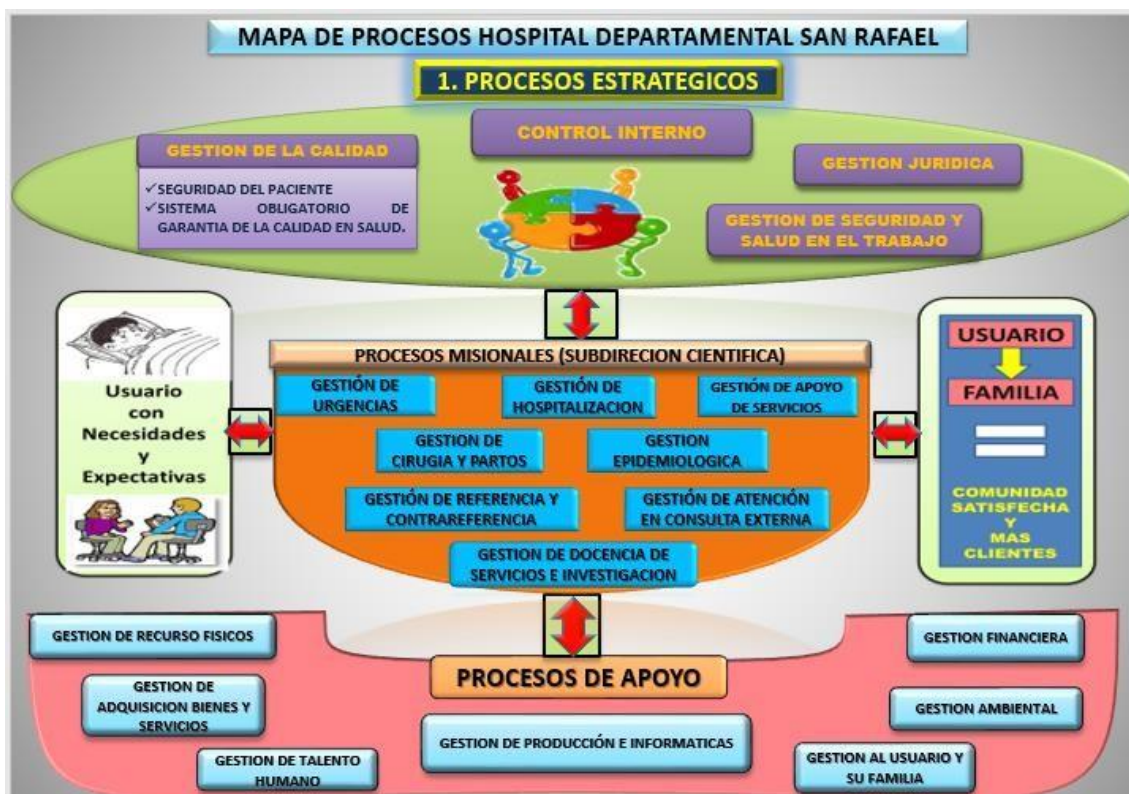 MAPA DE PROCESOS HOSPITAL DEPARTAMENTAL SAN RAFAEL
1. PROCESOS ESTRATEGICOS
CONTROL INTERNO
GESTION DE LA CALIDAD
✓SEGURIDAD DEL PACIENTE
✓SISTEMA OBLIGATORIO DE
GARANTIA DE LA CALIDAD EN SALUD.
GESTION JURIDICA
GESTION DE SEGURIDAD Y
SALUD EN EL TRABAJO
Usuario
con
Necesidades
y
Expectativas
PROCESOS MISIONALES (SUBDIRECION CIENTIFICA)
GESTIÓN DE
URGENCIAS
GESTIÓN DE
HOSPITALIZACION
GESTIÓN DE APOYO
DE SERVICIOS
GESTION DE
CIRUGIA Y PARTOS
GESTION
EPIDEMIOLOGICA
GESTIÓN DE REFERENCIA Y
CONTRAREFERENCIA
GESTIÓN DE ATENCIÓN
EN CONSULTA EXTERNA
GESTION DE DOCENCIA DE
SERVICIOS E INVESTIGACION
USUARIO
FAMILIA
COMUNIDAD
SATISFECHA
Y
MÁS
CLIENTES
PROCESOS DE APOYO
GESTION DE RECURSO FISICOS
GESTION DE
ADQUISICION BIENES Y
SERVICIOS
GESTION DE TALENTO
HUMANO
GESTION DE PRODUCCIÓN E INFORMATICAS
GESTION FINANCIERA
GESTION AMBIENTAL
GESTION AL USUARIO Y
SU FAMILIA